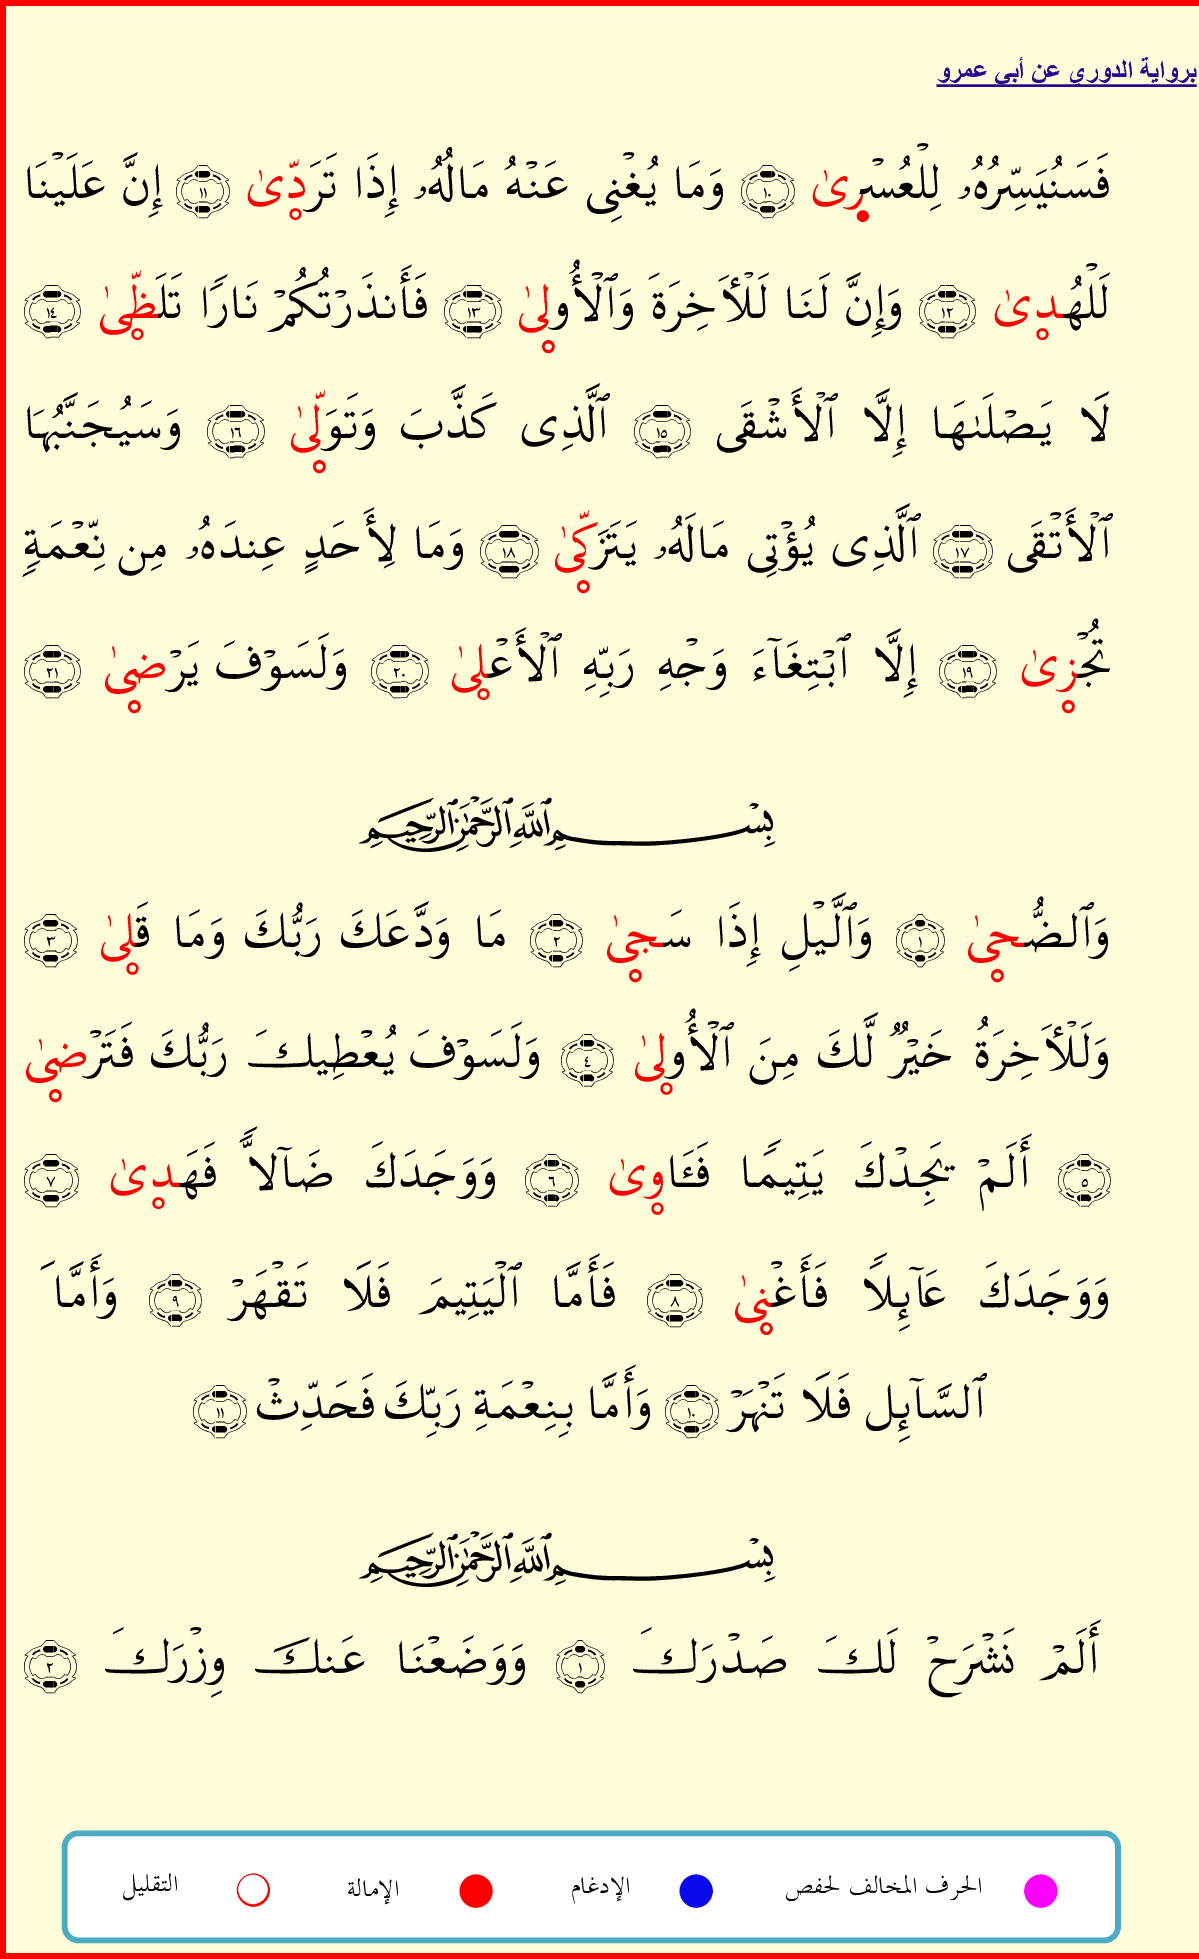 برواية الدوري عن أبي عمرو
فَسَنُيَسِّرُهُۥ لِلْعُسْرِىٰ ١٠ وَمَا يُغْنِى عَنْهُ مَالُهُۥ إِذَا تَرَدِّىٰ ١١ إِنَّ عَلَيْنَا
لَلْهُدِىٰ ١٢ وَإِنَّ لَنَا لَلْأَخِرَةَ وَٱلْأُولِىٰ ١٣ فَأَنذَرْتُكُمْ نَارًا تَلَظِّىٰ ١٤
لَا يَصْلَىٰهَا إِلَّا ٱلْأَشْقَى ١٥ ٱلَّذِى كَذَّبَ وَتَوَلِّىٰ ١٦ وَسَيُجَنَّبُهَا
ٱلْأَتْقَى ١٧ ٱلَّذِى يُؤْتِى مَالَهُۥ يَتَزَكِّىٰ ١٨ وَمَا لِأَحَدٍ عِندَهُۥ مِن نِّعْمَةٍ
تُجْزِىٰ ١٩ إِلَّا ٱبْتِغَآءَ وَجْهِ رَبِّهِ ٱلْأَعْلِىٰ ٢٠ وَلَسَوْفَ يَرْضِىٰ ٢١
بِسْمِ ٱللَّهِ ٱلرَّحْمَٰنِ ٱلرَّحِيمِ
وَٱلضُّحِىٰ ١ وَٱلَّيْلِ إِذَا سَجِىٰ ٢ مَا وَدَّعَكَ رَبُّكَ وَمَا قَلِىٰ ٣
وَلَلْأَخِرَةُ خَيْرٌ لَّكَ مِنَ ٱلْأُولِىٰ ٤ وَلَسَوْفَ يُعْطِيكَ رَبُّكَ فَتَرْضِىٰ
٥ أَلَمْ يَجِدْكَ يَتِيمًا فَـَٔاوِىٰ ٦ وَوَجَدَكَ ضَآلًّا فَهَدِىٰ ٧
وَوَجَدَكَ عَآئِلًا فَأَغْنِىٰ ٨ فَأَمَّا ٱلْيَتِيمَ فَلَا تَقْهَرْ ٩ وَأَمَّا
ٱلسَّآئِل فَلَا تَنْهَرْ ١٠ وَأَمَّا بِنِعْمَةِ رَبِّكَ فَحَدِّثْ ١١
بِسْمِ ٱللَّهِ ٱلرَّحْمَٰنِ ٱلرَّحِيمِ
أَلَمْ نَشْرَحْ لَكَ صَدْرَكَ ١ وَوَضَعْنَا عَنكَ وِزْرَكَ ٢
الحرف المخالف لحفص الإدغام الإمالة التقليل